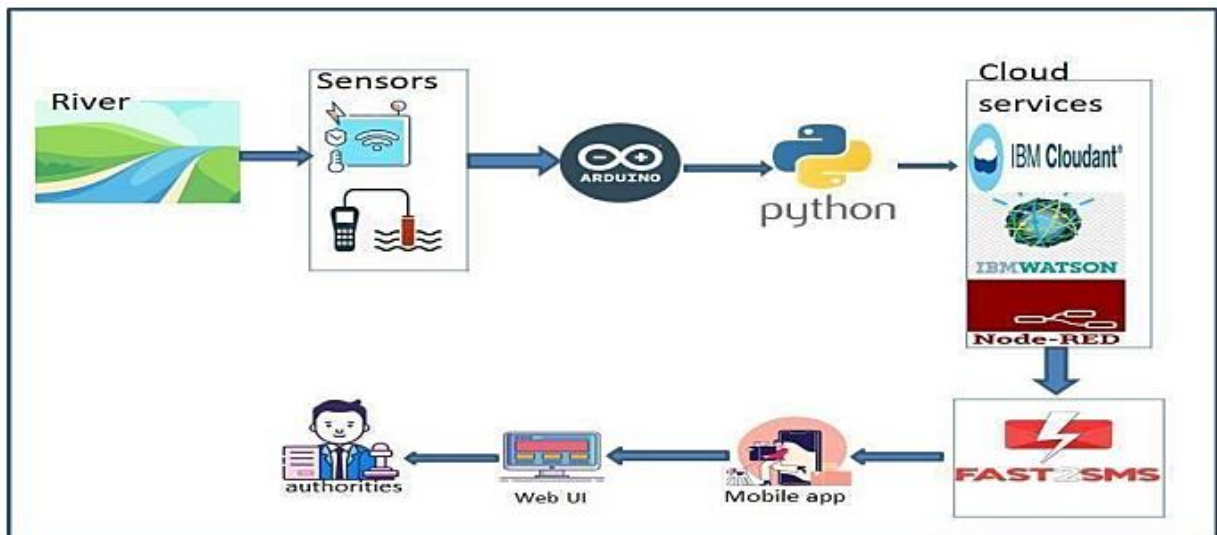 River
Sensors
ARDUINO
python
Cloud
services
IBM Cloudant®
IBMWATSON
Node-RED
FAST2SMS
Mobile app
Web UI
authorities